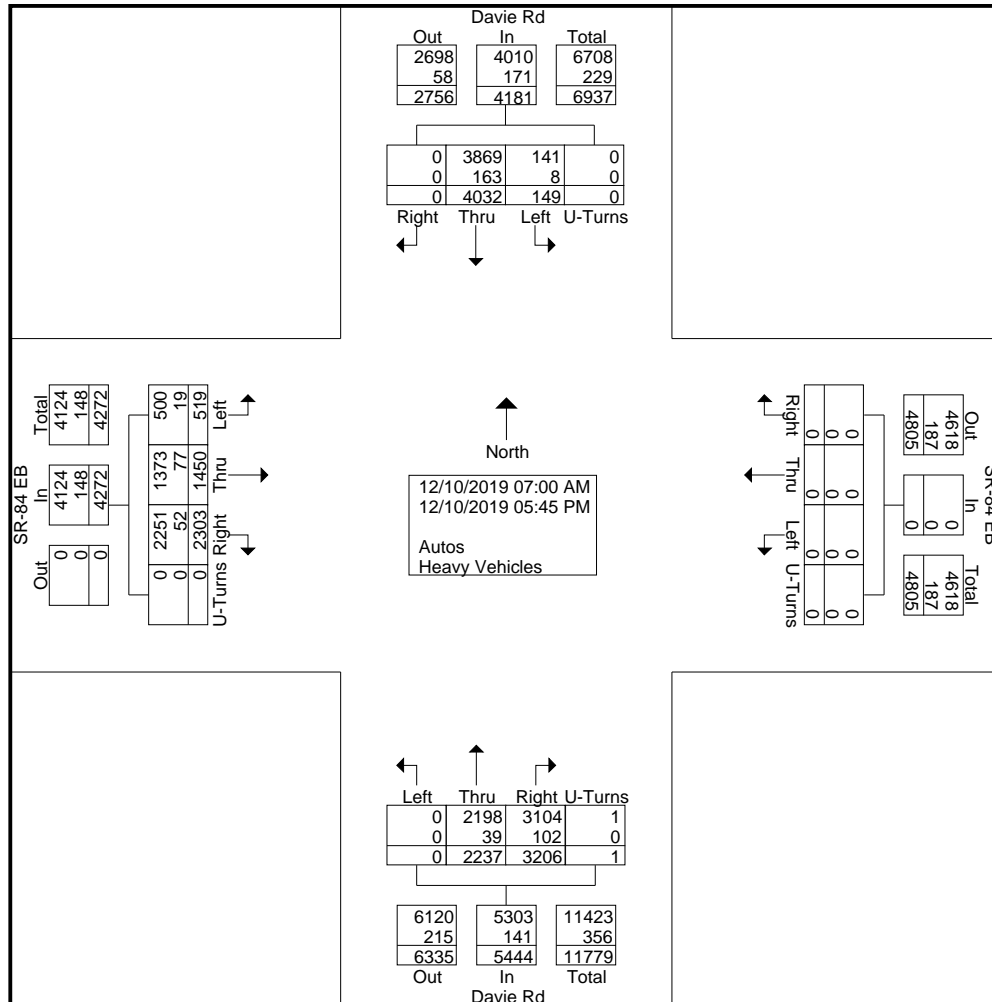 Davie Rd
Out In Total
2698 4010 6708
58 171 229
2756 4181 6937
0 3869 141 0
0 163 8 0
0 4032 149 0
Right Thru Left U-Turns
SR-84 EB
Total In Out
4124 4124 0
148 148 0
4272 4272 0
500 1373 2251 0
19 77 52 0
519 1450 2303 0
Left Thru Right U-Turns
North
12/10/2019 07:00 AM
12/10/2019 05:45 PM
Autos
Heavy Vehicles
Right Thru Left U-Turns
0 0 0 0
0 0 0 0
0 0 0 0
Out In Total
4618 0 4618
187 0 187
4805 0 4805
SR-84 EB
Left Thru Right U-Turns
0 2198 3104 1
0 39 102 0
0 2237 3206 1
6120 5303 11423
215 141 356
6335 5444 11779
Out In Total
Davie Rd